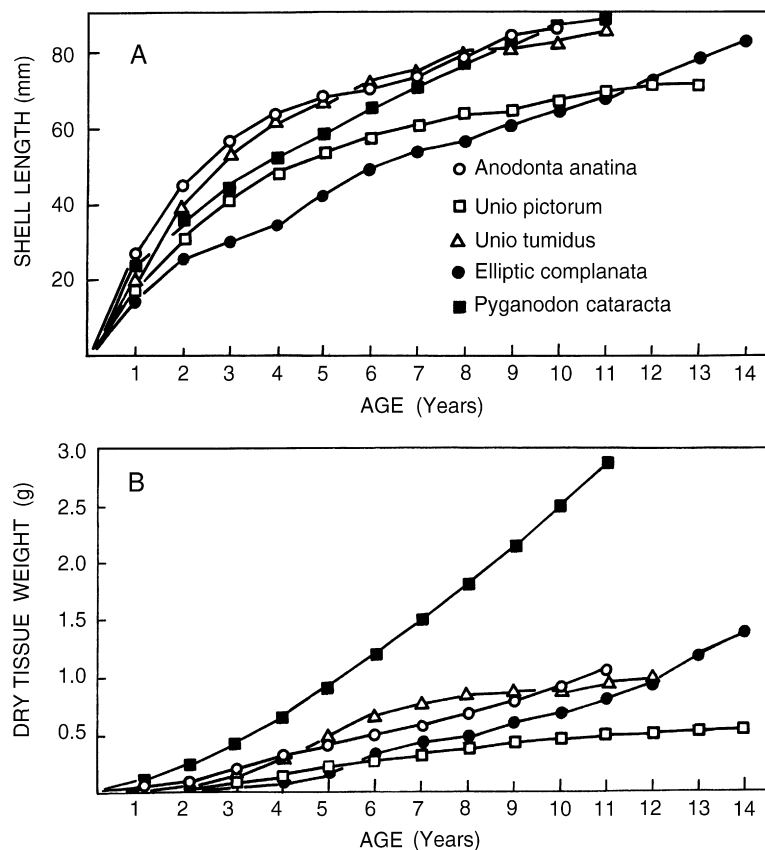 A
SHELL LENGTH (mm)
80
60
40
20
Anodonta anatina
Unio pictorum
Unio tumidus
Elliptic complanata
Pyganodon cataracta
1 2 3 4 5 6 7 8 9 10 11 12 13 14
AGE (Years)
B
DRY TISSUE WEIGHT (g)
3.0
2.5
2.0
1.5
1.0
0.5
1 2 3 4 5 6 7 8 9 10 11 12 13 14
AGE (Years)